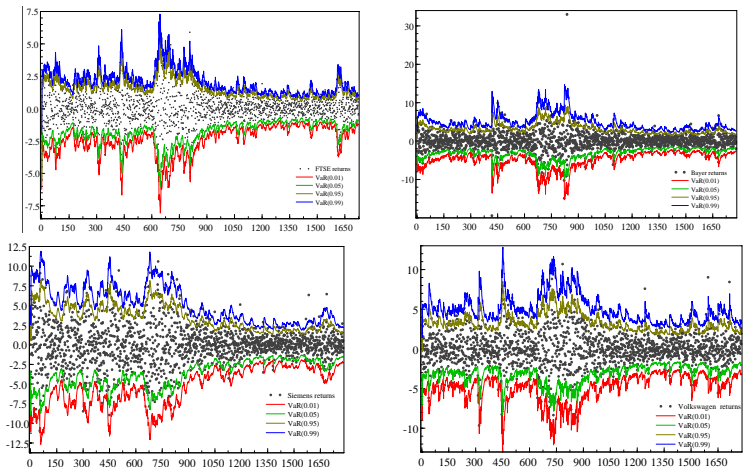 7.5
5.0
2.5
0.0
-2.5
-5.0
-7.5
FTSE returns
VaR(0.01)
VaR(0.05)
VaR(0.95)
VaR(0.99)
0 150 300 450 600 750 900 1050 1200 1350 1500 1650
30
20
10
0
-10
Bayer returns
VaR(0.01)
VaR(0.05)
VaR(0.95)
VaR(0.99)
0 150 300 450 600 750 900 1050 1200 1350 1500 1650
12.5
10.0
7.5
5.0
2.5
0.0
-2.5
-5.0
-7.5
-10.0
-12.5
Siemens returns
VaR(0.01)
VaR(0.05)
VaR(0.95)
VaR(0.99)
0 150 300 450 600 750 900 1050 1200 1350 1500 1650
10
5
0
-5
-10
Volkswagen returns
VaR(0.01)
VaR(0.05)
VaR(0.95)
VaR(0.99)
0 150 300 450 600 750 900 1050 1200 1350 1500 1650